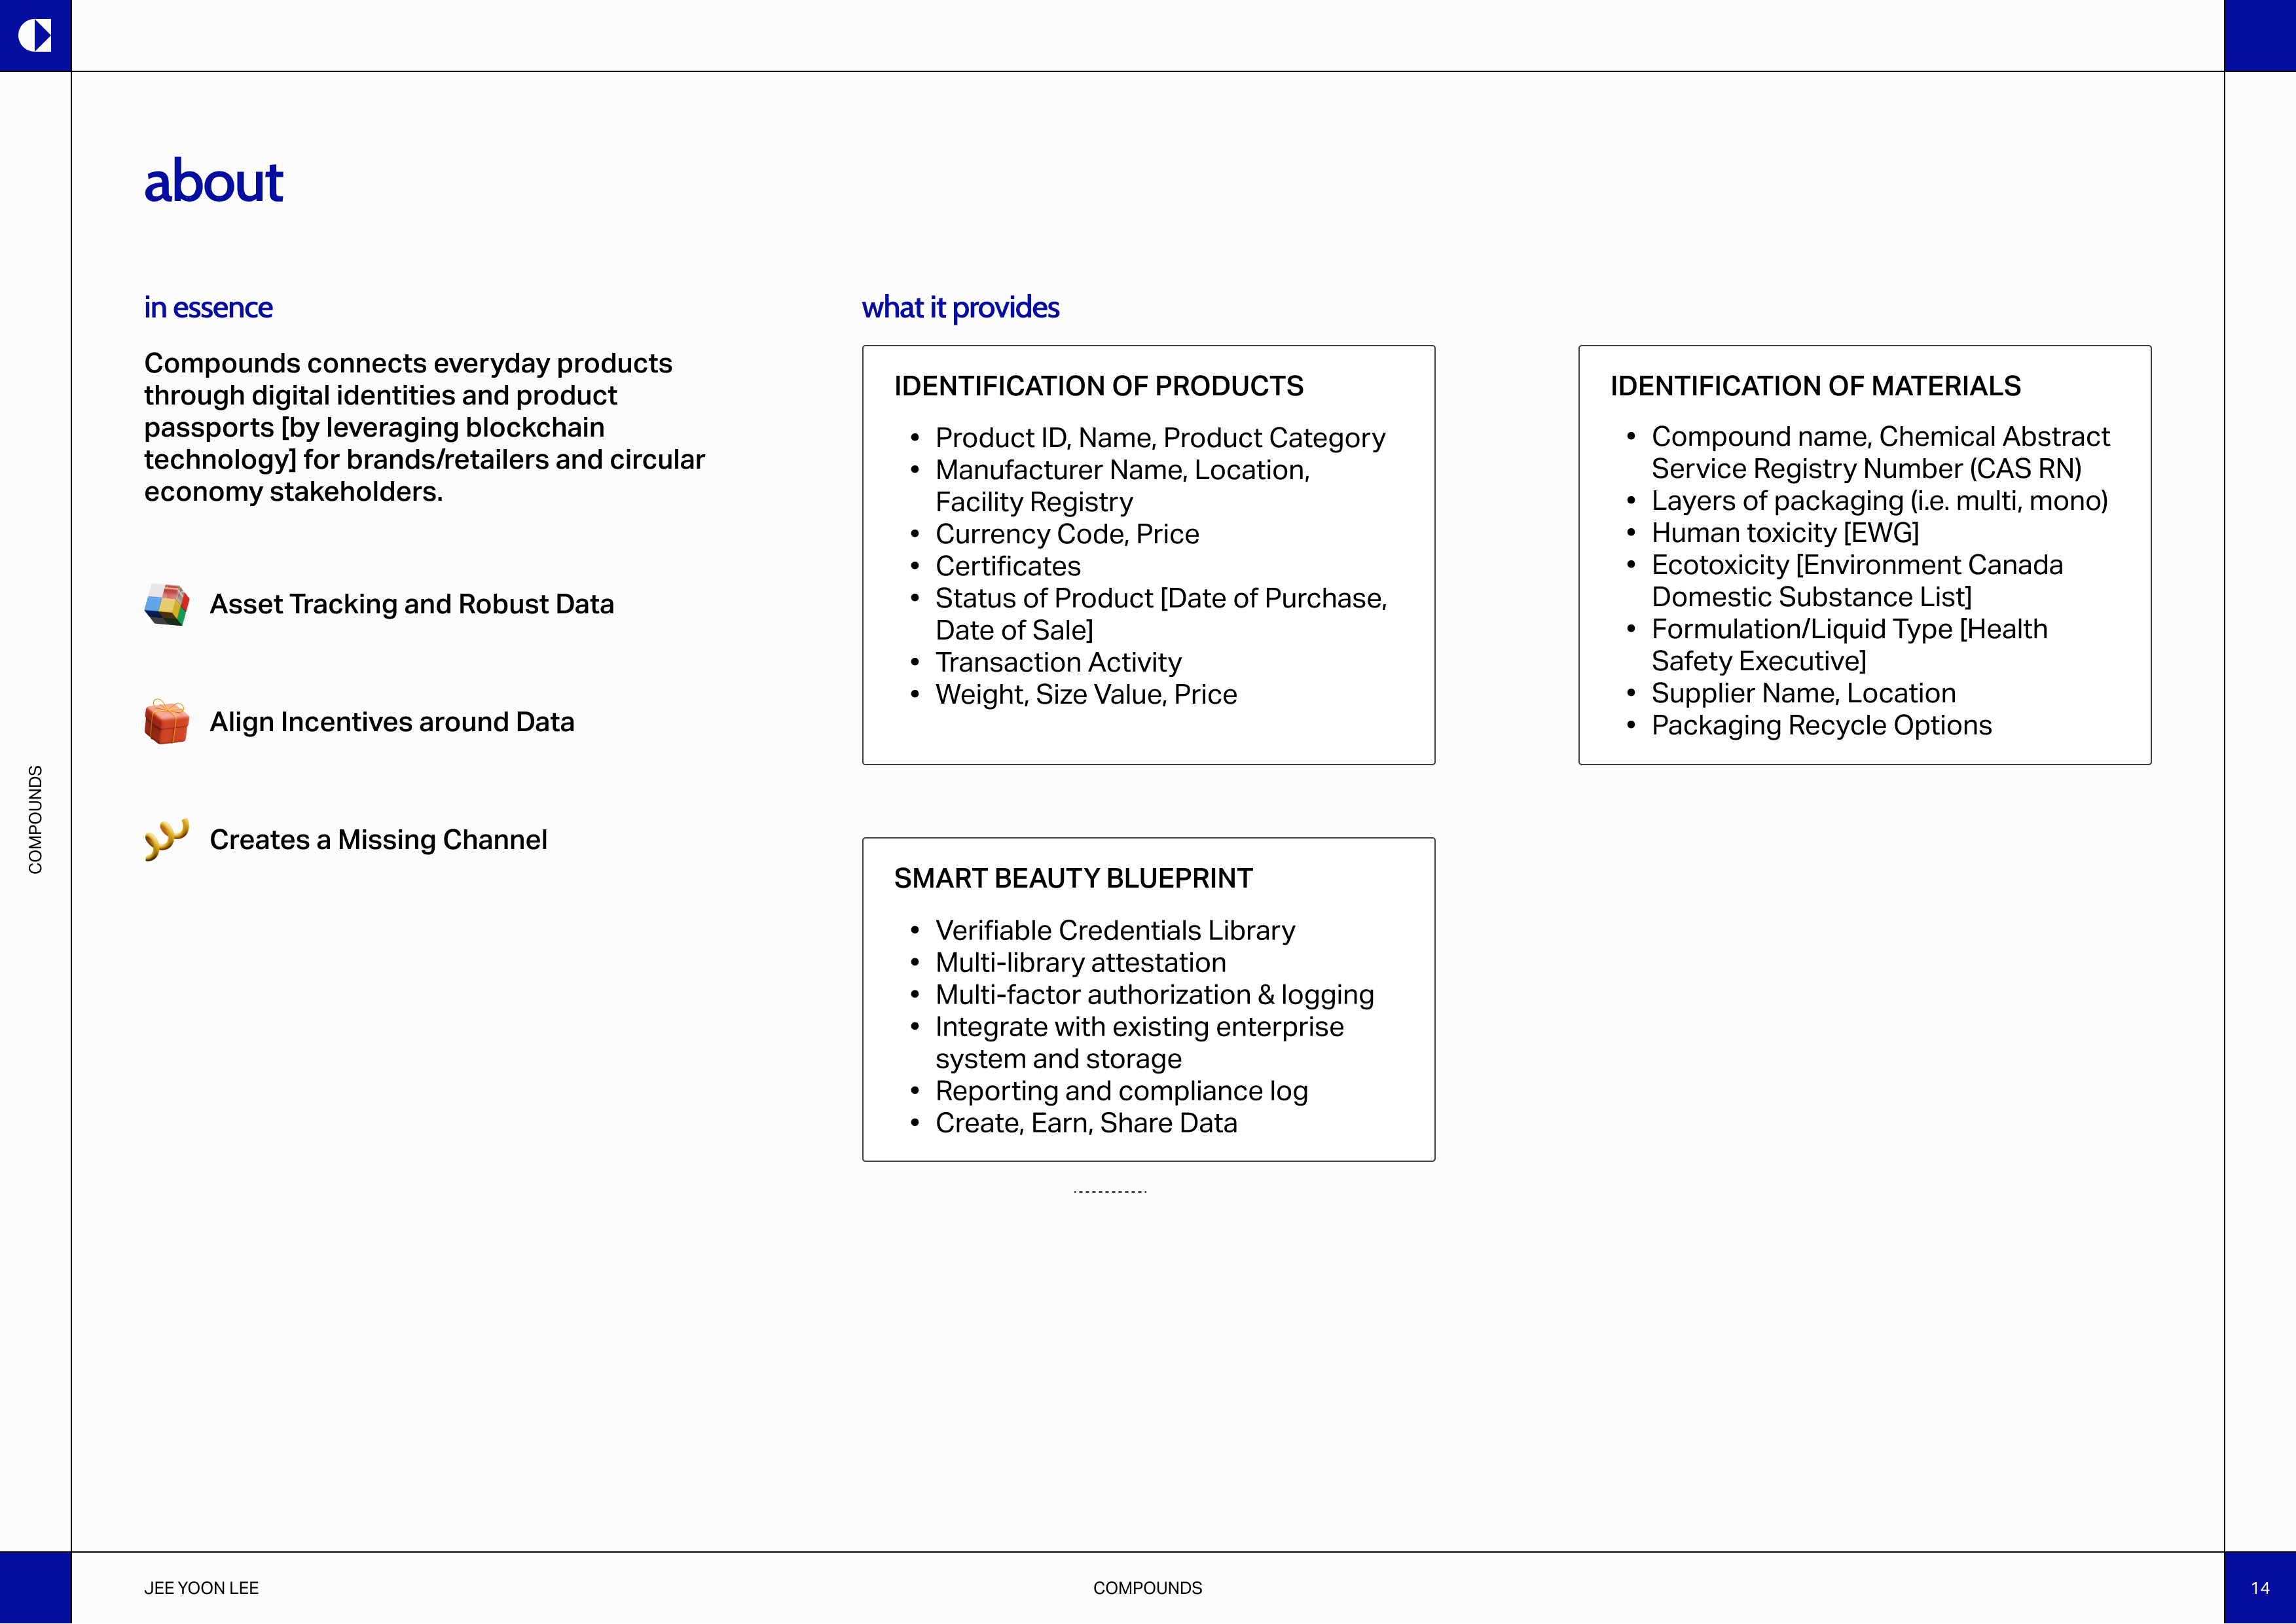 about
in essence
Compounds connects everyday products
through digital identities and product
passports [by leveraging blockchain
technology] for brands/retailers and circular
economy stakeholders.
Asset Tracking and Robust Data
Align Incentives around Data
Creates a Missing Channel
what it provides
IDENTIFICATION OF PRODUCTS
• Product ID, Name, Product Category
• Manufacturer Name, Location,
Facility Registry
• Currency Code, Price
• Certificates
• Status of Product [Date of Purchase,
Date of Sale]
• Transaction Activity
• Weight, Size Value, Price
IDENTIFICATION OF MATERIALS
• Compound name, Chemical Abstract
Service Registry Number (CAS RN)
• Layers of packaging (i.e. multi, mono)
• Human toxicity [EWG]
• Ecotoxicity [Environment Canada
Domestic Substance List]
• Formulation/Liquid Type [Health
Safety Executive]
• Supplier Name, Location
• Packaging Recycle Options
SMART BEAUTY BLUEPRINT
• Verifiable Credentials Library
• Multi-library attestation
• Multi-factor authorization & logging
• Integrate with existing enterprise
system and storage
• Reporting and compliance log
• Create, Earn, Share Data
COMPOUNDS
JEE YOON LEE
COMPOUNDS
14